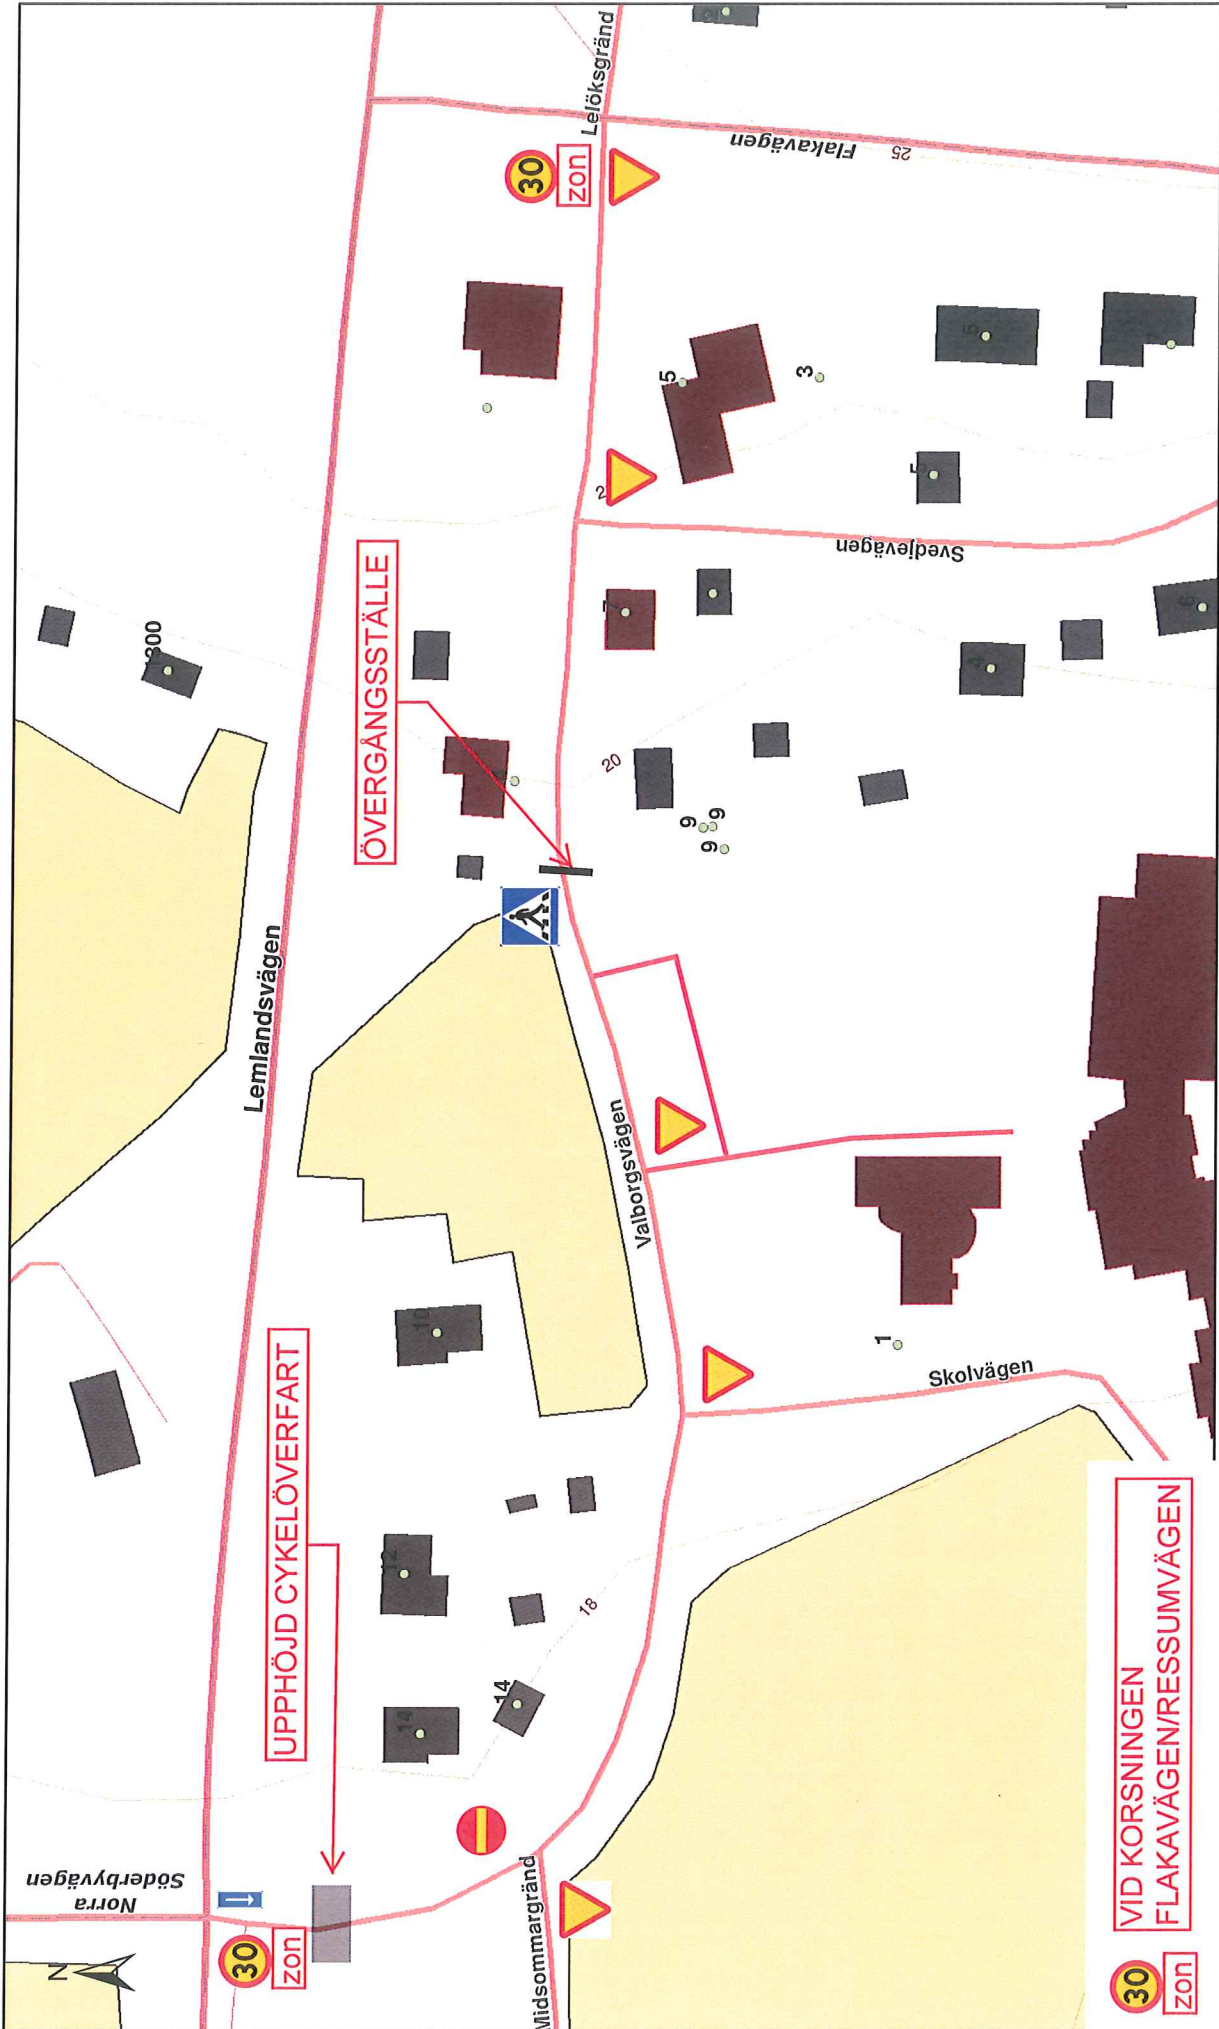 N
Norra
Söderbyvägen
30
zon
UPPHÖJD CYKELÖVERFART
Lemlandsvägen
300
ÖVERGÅNGSSTÄLLE
30
zon
Lelöksgränd
Flakavägen
25
14
14
12
10
18
Midsommargränd
Valborgsvägen
Skolvägen
1
9
9
9
20
7
2
Svedjevägen
5
3
5
4
6
30
zon
VID KORSNINGEN
FLAKAVÄGEN/RESSUMVÄGEN